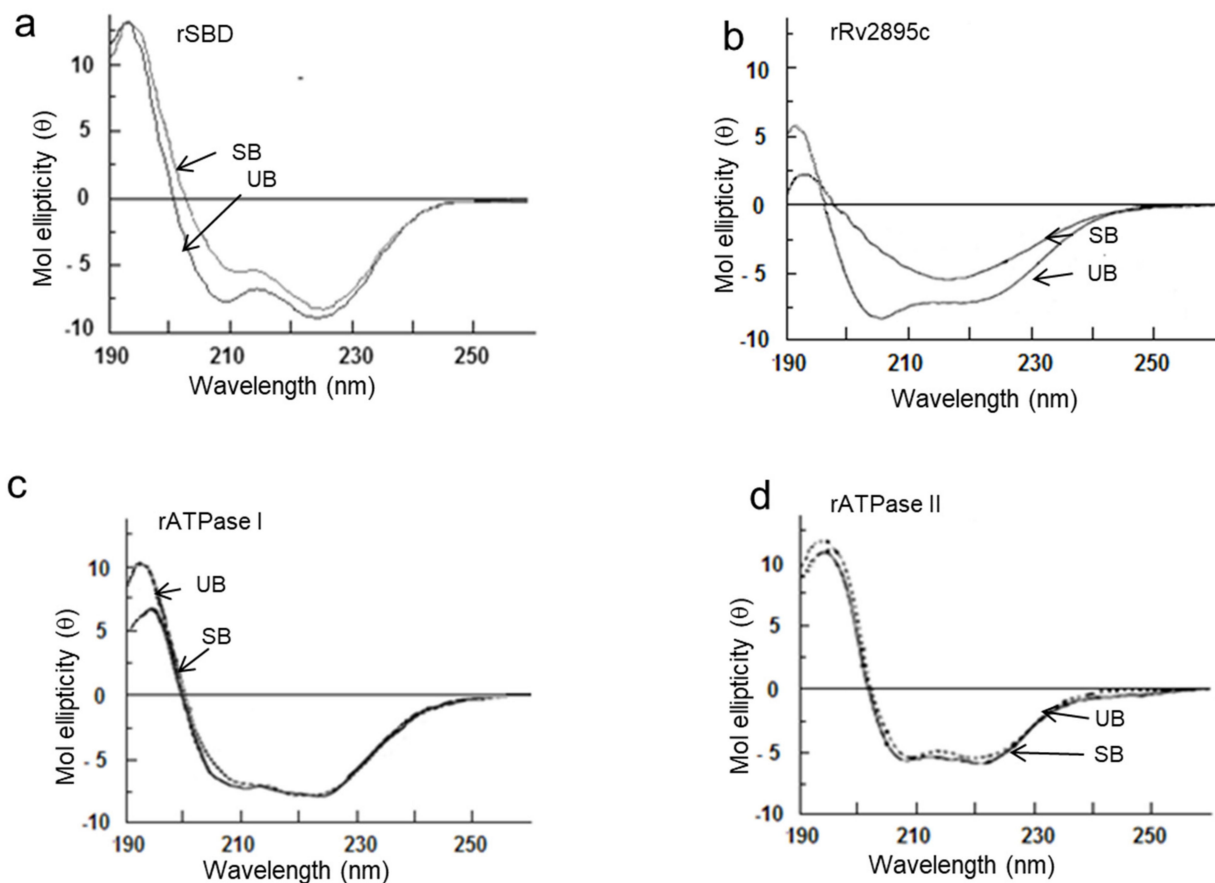 a
rSBD
10
5
0
- 5
-10
190
210
230
250
SB
UB
Mol ellipticity (θ)
Wavelength (nm)
b
rRv2895c
10
5
0
- 5
-10
190
210
230
250
SB
UB
Mol ellipticity (θ)
Wavelength (nm)
c
rATPase I
10
5
0
- 5
-10
190
210
230
250
UB
SB
Mol ellipticity (θ)
Wavelength (nm)
d
rATPase II
10
5
0
- 5
-10
190
210
230
250
UB
SB
Mol ellipticity (θ)
Wavelength (nm)